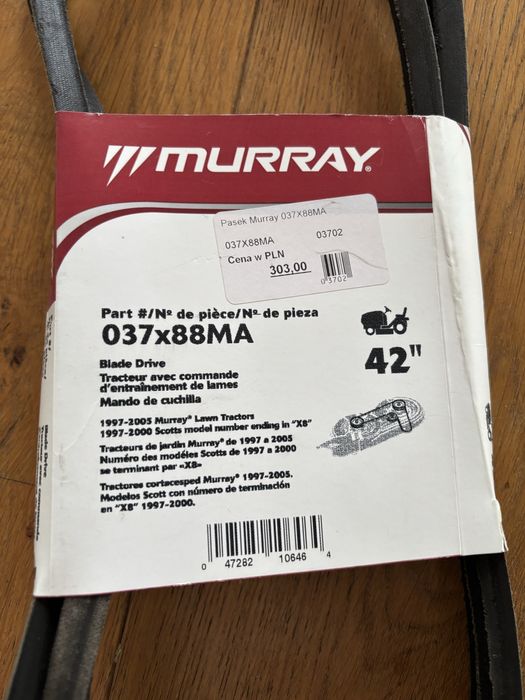 MURRAY®
Pasek Murray 037X88MA
037X88MA 03702
Cena w PLN
303,00
03702
Part #/Nº de pièce/Nº de pieza
037x88MA
42"
Blade Drive
Tracteur avec commande
d'entraînement de lames
Mando de cuchilla
1997-2005 Murray® Lawn Tractors
1997-2000 Scotts model number ending in "X8"
Tracteurs de jardin Murray® de 1997 a 2005
Numéro des modéles Scotts de 1997 a 2000
se terminant par «X8»
Tractores cortacesped Murray® 1997-2005.
Modelos Scott con número de terminación
en "X8" 1997-2000.
0 47282 10646 4
Blade Drive